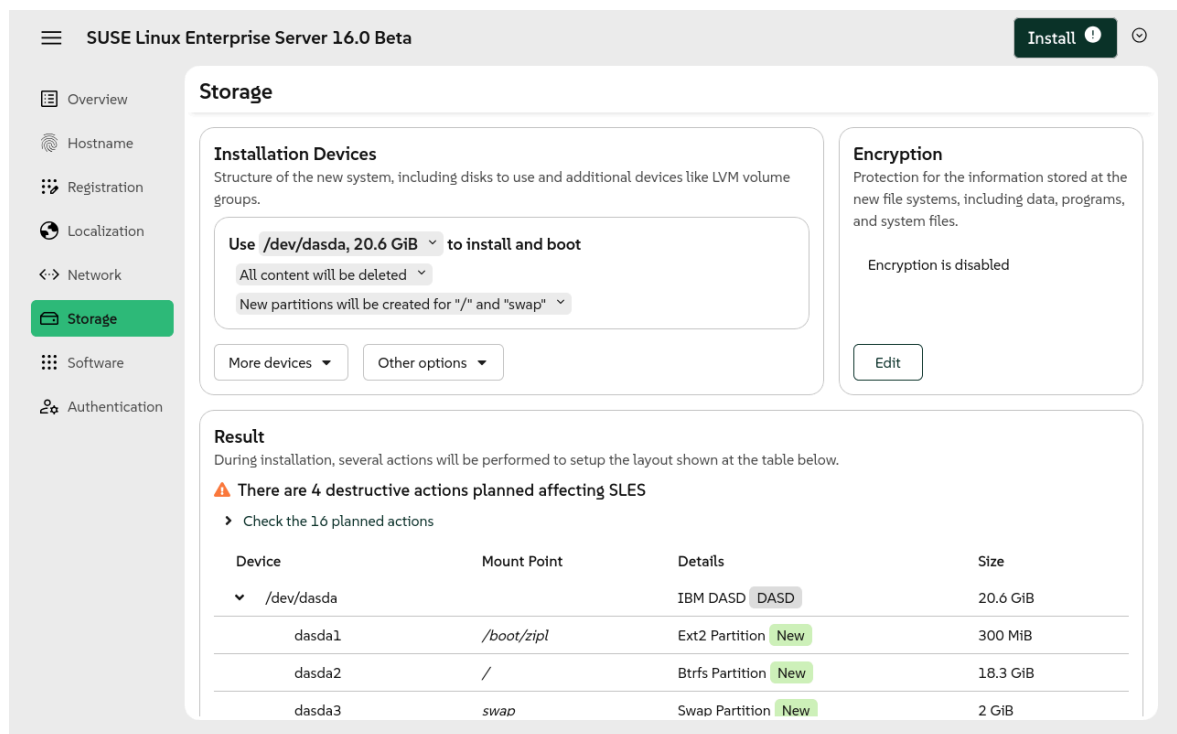 SUSE Linux Enterprise Server 16.0 Beta
Install
Overview
Hostname
Registration
Localization
Network
Storage
Software
Authentication
Storage
Installation Devices
Structure of the new system, including disks to use and additional devices like LVM volume
groups.
Use /dev/dasda, 20.6 GiB to install and boot
All content will be deleted
New partitions will be created for "/" and "swap"
More devices
Other options
Encryption
Protection for the information stored at the
new file systems, including data, programs,
and system files.
Encryption is disabled
Edit
Result
During installation, several actions will be performed to setup the layout shown at the table below.
There are 4 destructive actions planned affecting SLES
Check the 16 planned actions
Device Mount Point Details Size
/dev/dasda IBM DASD DASD 20.6 GiB
dasda1 /boot/zipl Ext2 Partition New 300 MiB
dasda2 / Btrfs Partition New 18.3 GiB
dasda3 swap Swap Partition New 2 GiB